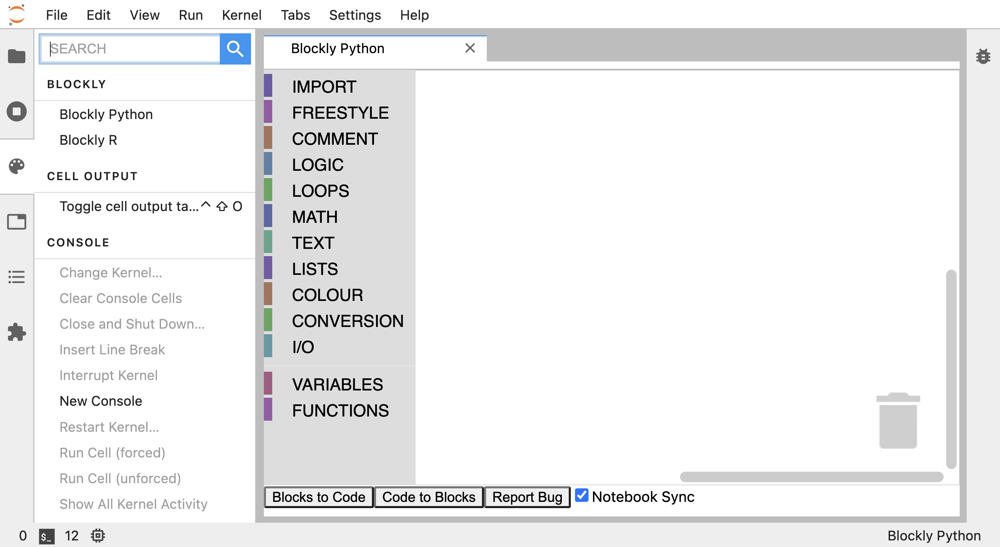 File Edit View Run Kernel Tabs Settings Help
SEARCH
BLOCKLY
Blockly Python
Blockly R
CELL OUTPUT
Toggle cell output ta...^ ⇧ O
CONSOLE
Change Kernel...
Clear Console Cells
Close and Shut Down...
Insert Line Break
Interrupt Kernel
New Console
Restart Kernel...
Run Cell (forced)
Run Cell (unforced)
Show All Kernel Activity
Blockly Python
IMPORT
FREESTYLE
COMMENT
LOGIC
LOOPS
MATH
TEXT
LISTS
COLOUR
CONVERSION
I/O
VARIABLES
FUNCTIONS
Blocks to Code Code to Blocks Report Bug Notebook Sync
0 $_ 12 Blockly Python